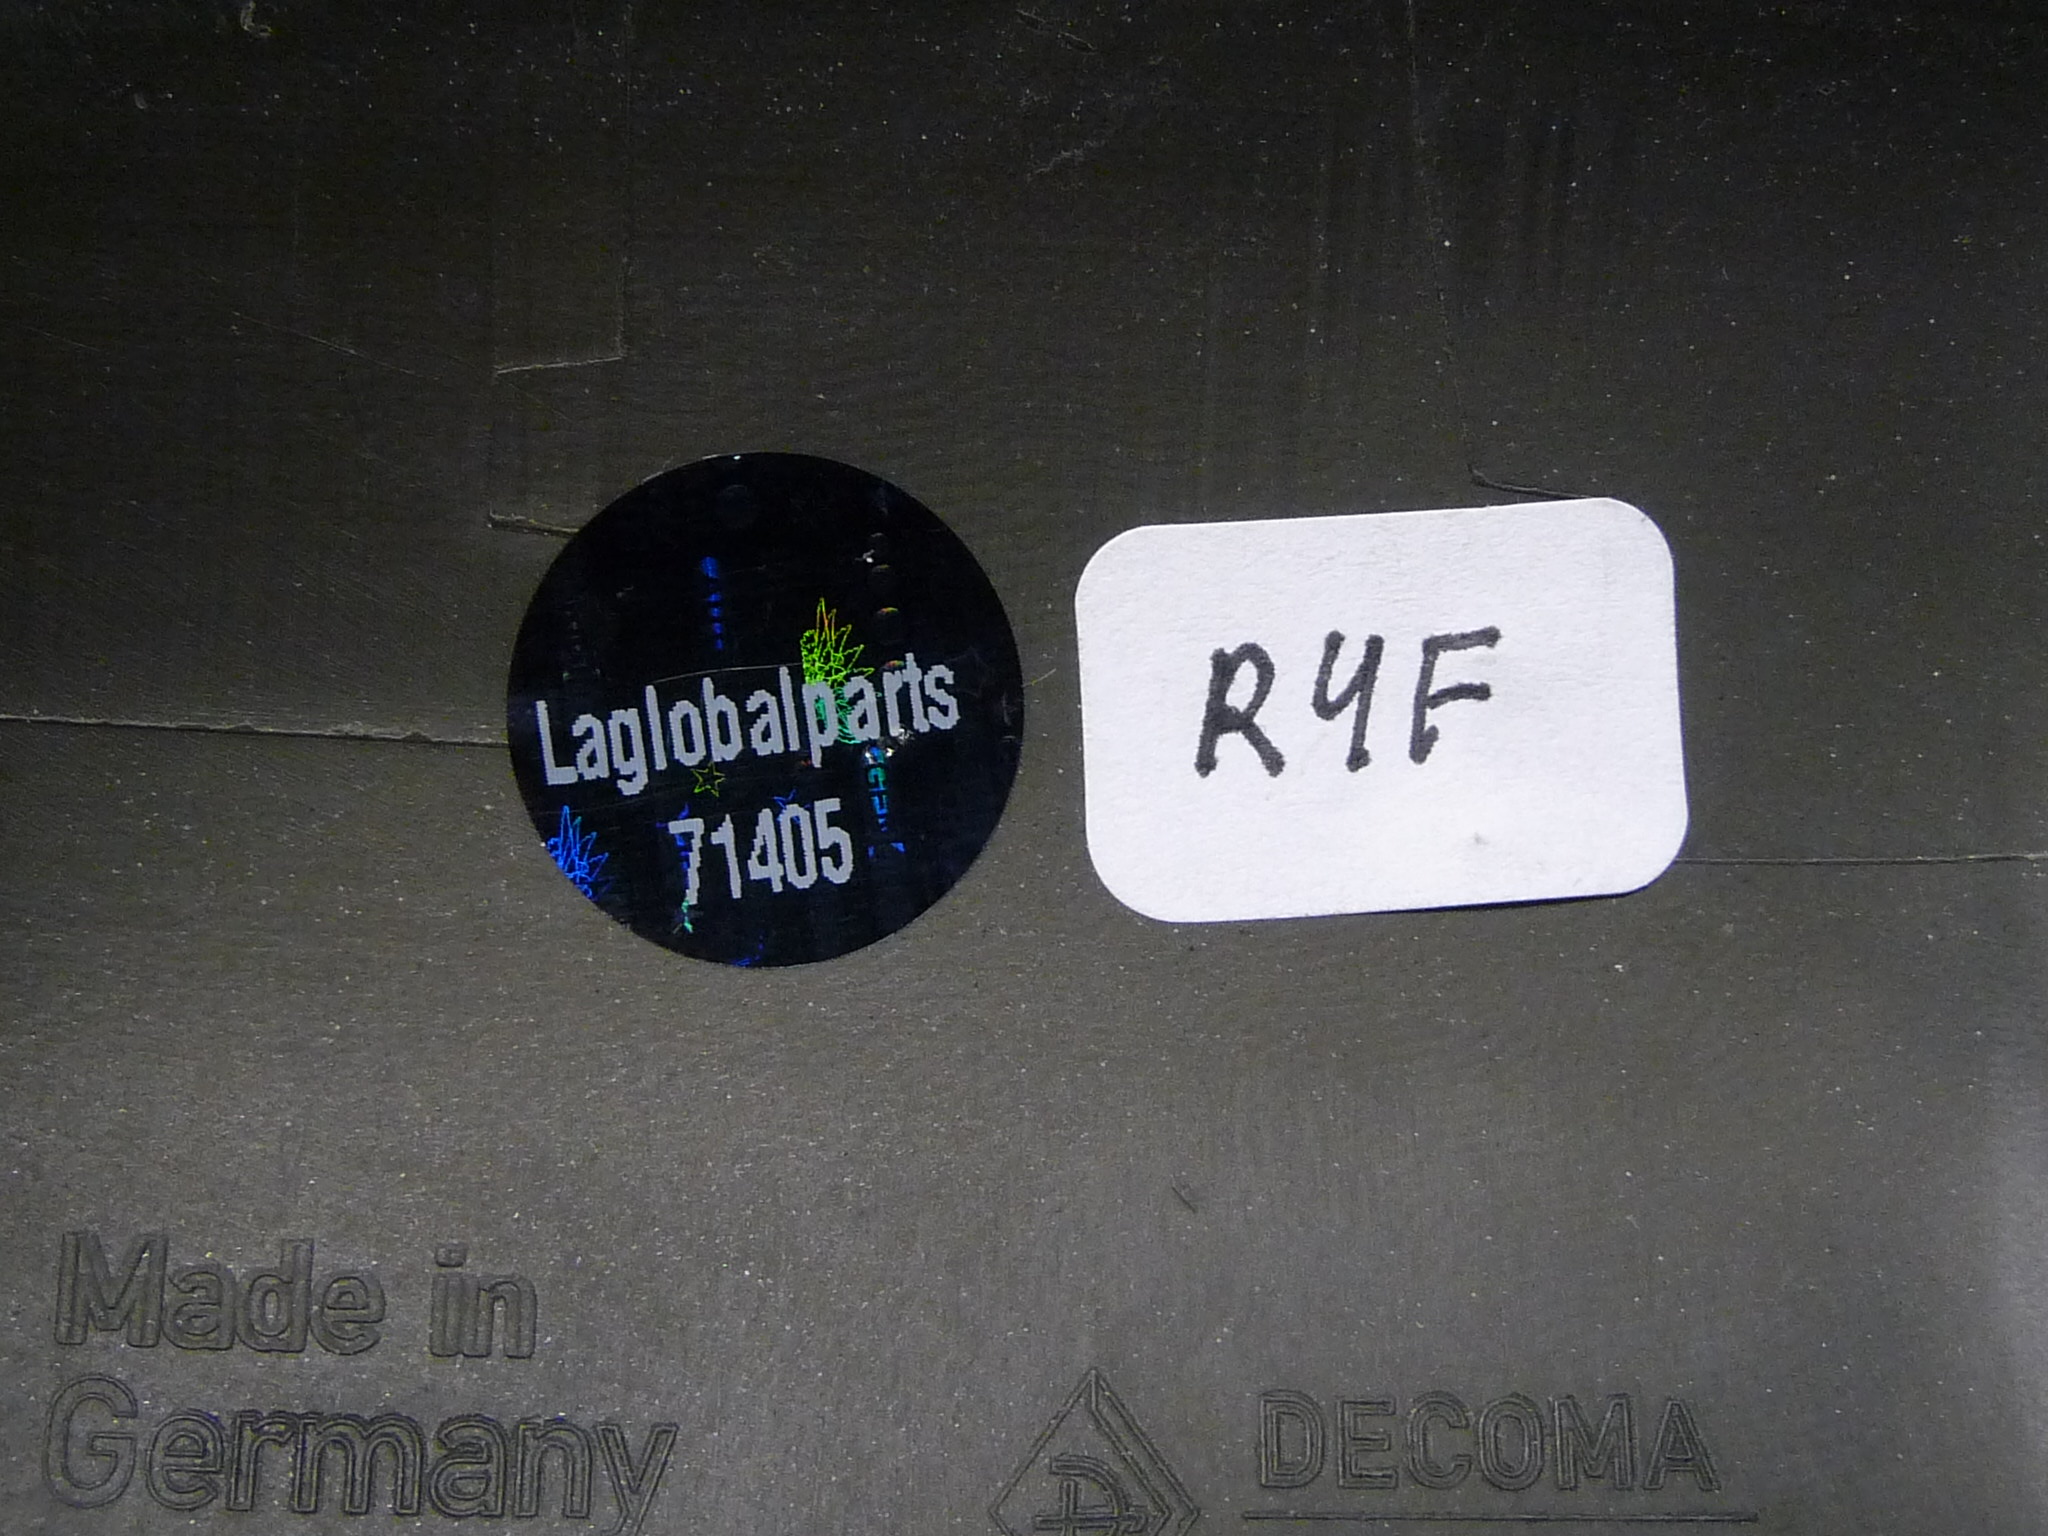 Laglobalparts
71405
R4F
Made in
Germany
DECOMA